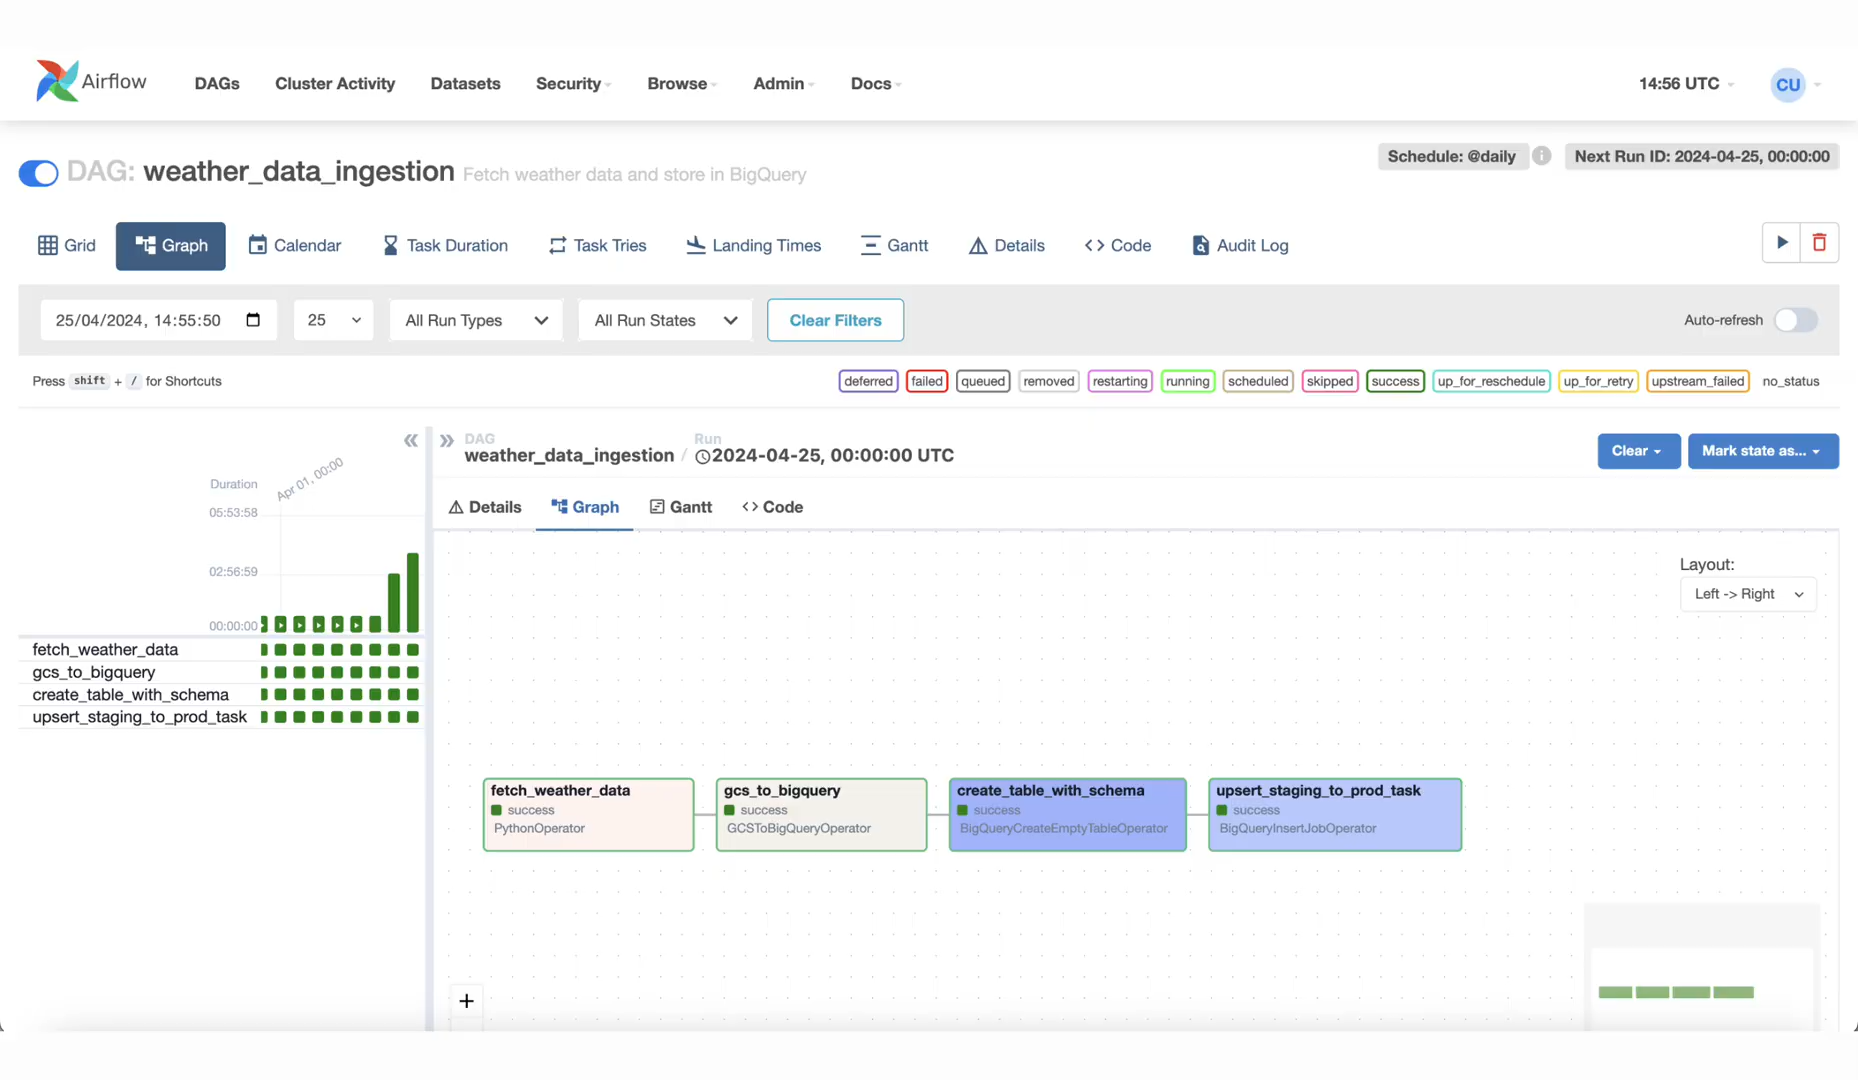 Airflow
DAGs Cluster Activity Datasets Security Browse Admin Docs 14:56 UTC CU
DAG: weather_data_ingestion Fetch weather data and store in BigQuery Schedule: @daily i Next Run ID: 2024-04-25, 00:00:00
Grid Graph Calendar Task Duration Task Tries Landing Times Gantt Details <> Code Audit Log
25/04/2024, 14:55:50 25 All Run Types All Run States Clear Filters Auto-refresh
Press shift + / for Shortcuts deferred failed queued removed restarting running scheduled skipped success up_for_reschedule up_for_retry upstream_failed no_status
« » DAG Run
weather_data_ingestion / 2024-04-25, 00:00:00 UTC Clear Mark state as...
Duration Apr 01, 00:00
05:53:58
02:56:59
00:00:00
fetch_weather_data
gcs_to_bigquery
create_table_with_schema
upsert_staging_to_prod_task
Details Graph Gantt <> Code
Layout:
Left -> Right
fetch_weather_data
success
PythonOperator
gcs_to_bigquery
success
GCSToBigQueryOperator
create_table_with_schema
success
BigQueryCreateEmptyTableOperator
upsert_staging_to_prod_task
success
BigQueryInsertJobOperator
+